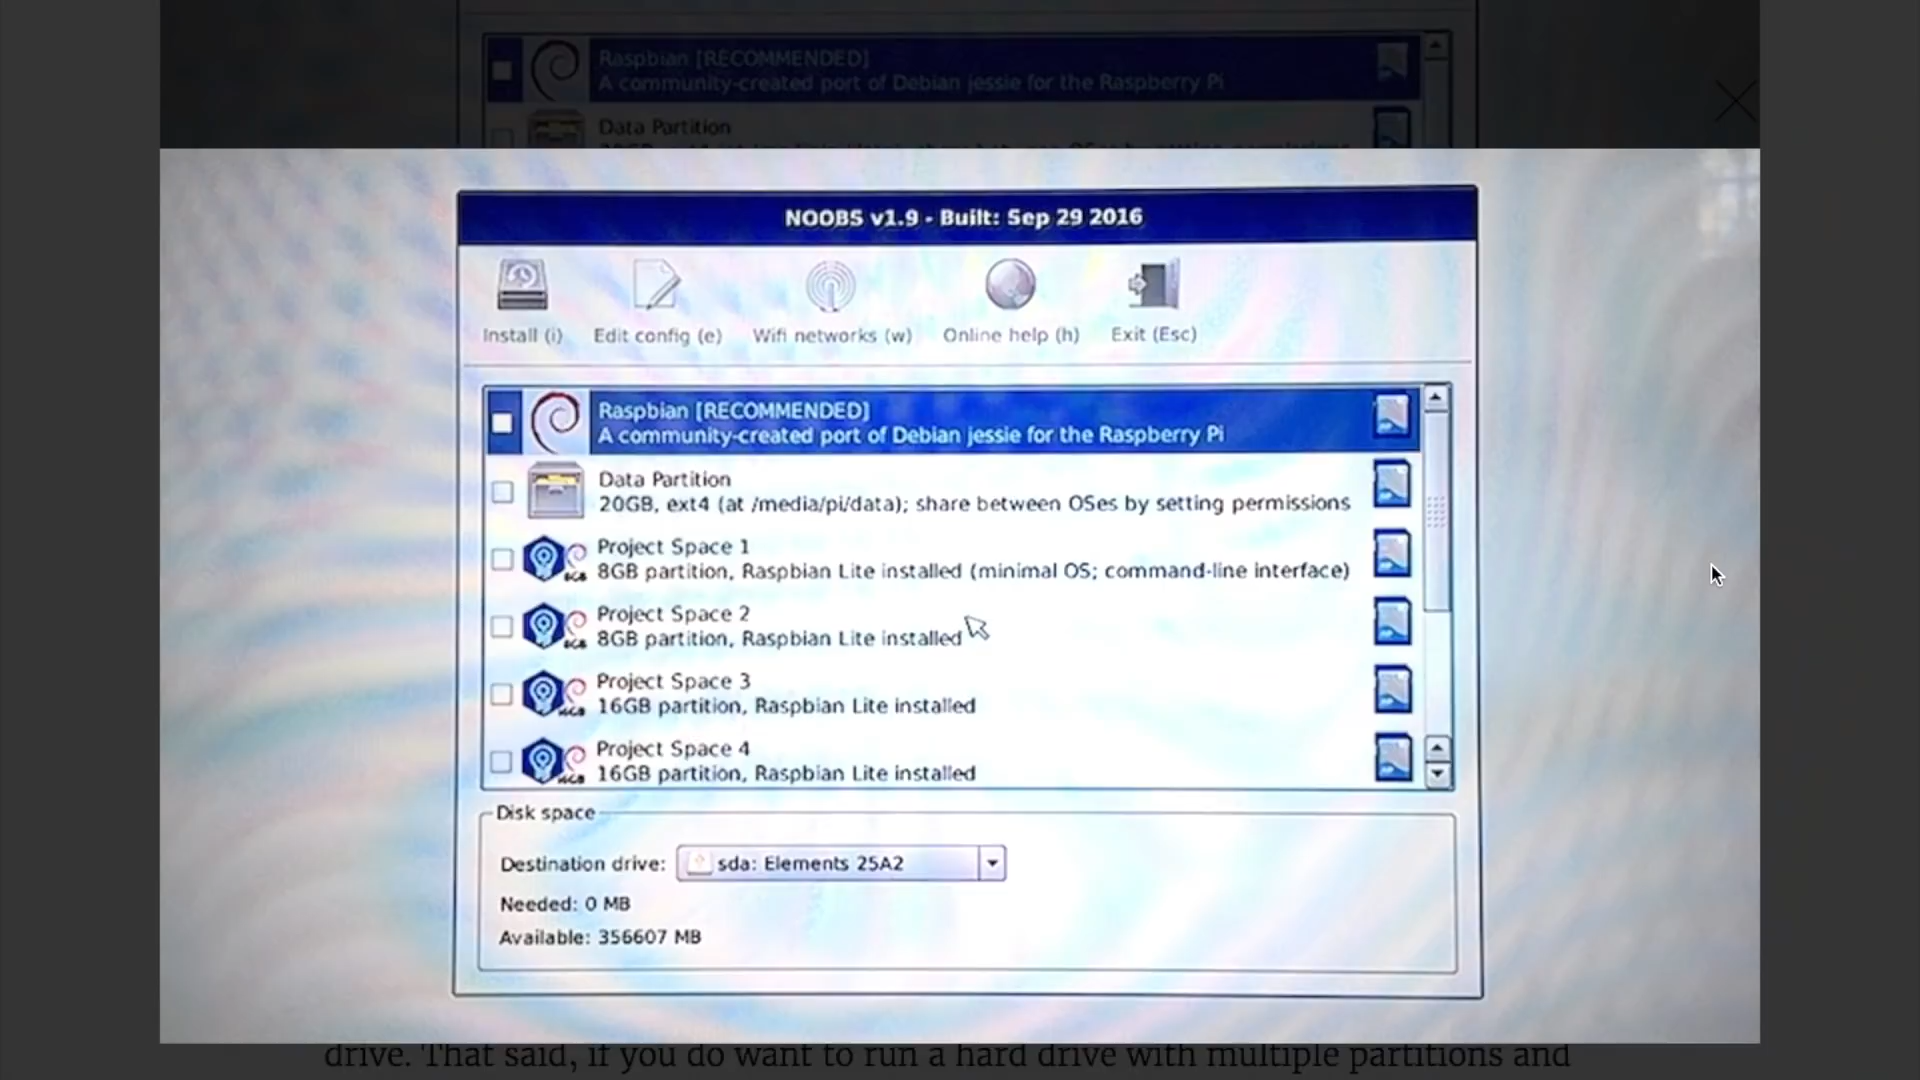 Raspbian [RECOMMENDED]
A community-created port of Debian jessie for the Raspberry Pi
Data Partition
NOOBS v1.9 - Built: Sep 29 2016
Install (i) Edit config (e) Wifi networks (w) Online help (h) Exit (Esc)
Raspbian [RECOMMENDED]
A community-created port of Debian jessie for the Raspberry Pi
Data Partition
20GB, ext4 (at /media/pi/data); share between OSes by setting permissions
Project Space 1
8GB partition, Raspbian Lite installed (minimal OS; command-line interface)
Project Space 2
8GB partition, Raspbian Lite installed
Project Space 3
16GB partition, Raspbian Lite installed
Project Space 4
16GB partition, Raspbian Lite installed
Disk space
Destination drive: sda: Elements 25A2
Needed: 0 MB
Available: 356607 MB
drive. That said, if you do want to run a hard drive with multiple partitions and